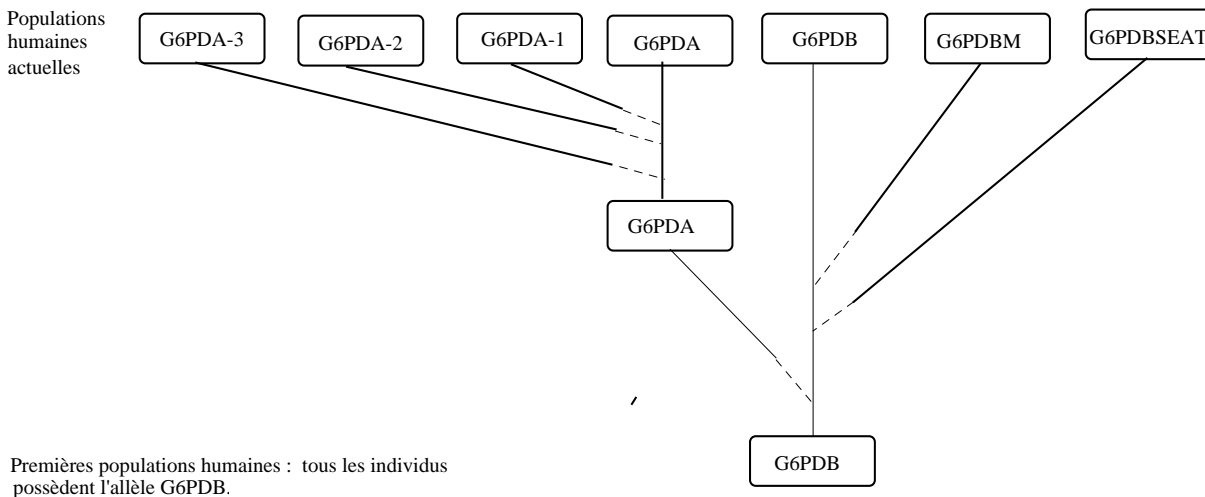 Populations
humaines
actuelles
G6PDA-3
G6PDA-2
G6PDA-1
G6PDA
G6PDB
G6PDBM
G6PDBSEAT
G6PDA
G6PDB
Premières populations humaines : tous les individus
possèdent l'allèle G6PDB.